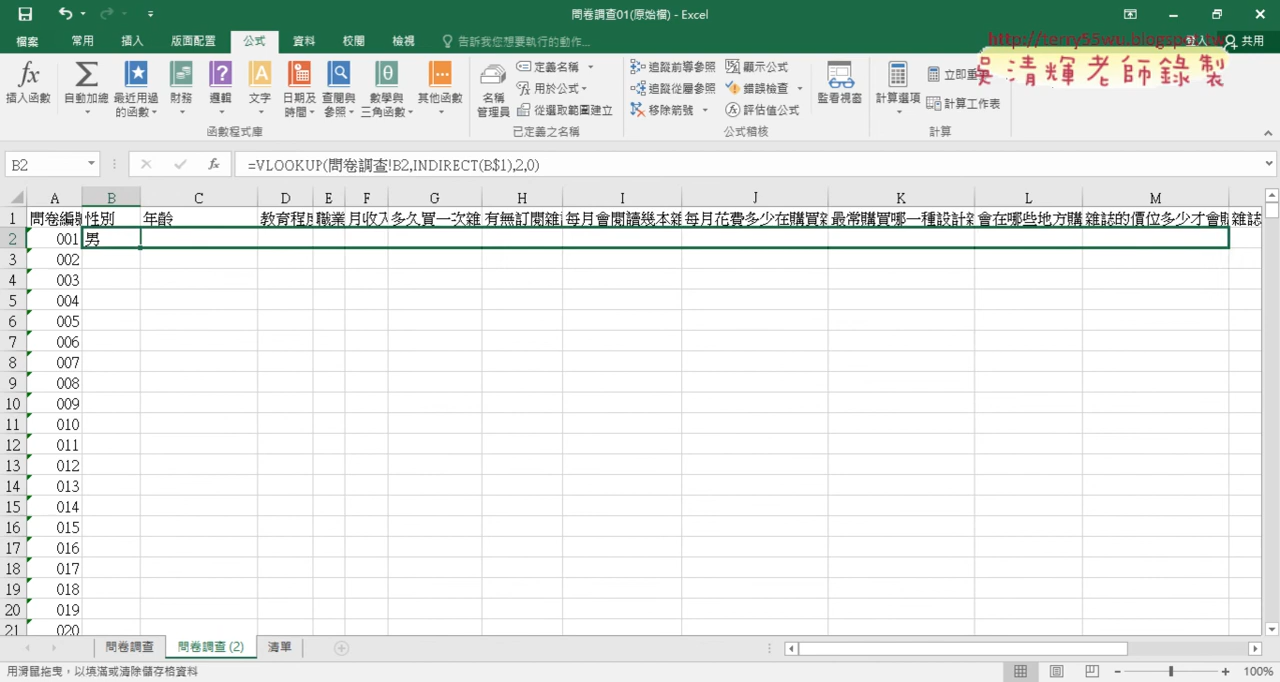 問卷調查01(原始檔) - Excel
檔案 常用 插入 版面配置 公式 資料 校閱 檢視 告訴我您想要執行的動作... 共用
http://terry55wu.blogspot.tw
吳清輝老師錄製
fx Σ ★ ? A θ
插入函數 自動加總 最近用過的函數 財務 邏輯 文字 日期及時間 查閱與參照 數學與三角函數 其他函數
函數程式庫
名稱管理員 定義名稱
用於公式
從選取範圍建立
已定義之名稱
追蹤前導參照 顯示公式
追蹤從屬參照 錯誤檢查
移除箭號 評估值公式
公式稽核
監看視窗
計算選項 立即重
計算工作表
計算
B2 fx =VLOOKUP(問卷調查!B2,INDIRECT(B$1),2,0)
A B C D E F G H I J K L M
1 問卷編 性別 年齡 教育程 職業 月收入 多久買一次雜 有無訂閱雜 每月會閱讀幾本雜 每月花費多少在購買雜 最常購買哪一種設計雜 會在哪些地方購 雜誌的價位多少才會購 雜誌
2 001 男
3 002
4 003
5 004
6 005
7 006
8 007
9 008
10 009
11 010
12 011
13 012
14 013
15 014
16 015
17 016
18 017
19 018
20 019
21 020
問卷調查 問卷調查 (2) 清單
用滑鼠拖曳，以填滿或清除儲存格資料 100%